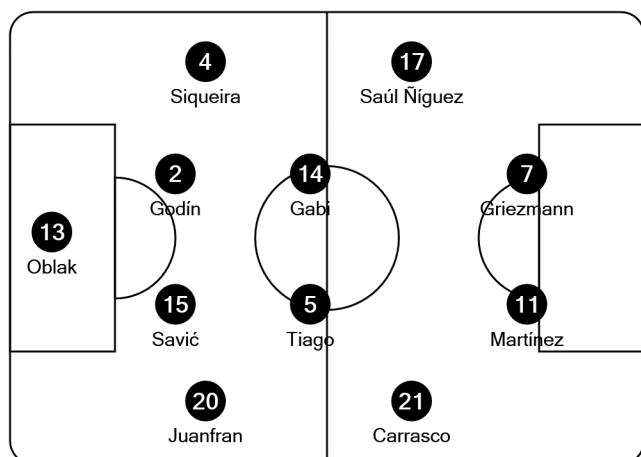 4
Siqueira
17
Saúl Ñíguez
2
Godín
14
Gabi
7
Griezmann
13
Oblak
15
Savić
5
Tiago
11
Martínez
20
Juanfran
21
Carrasco